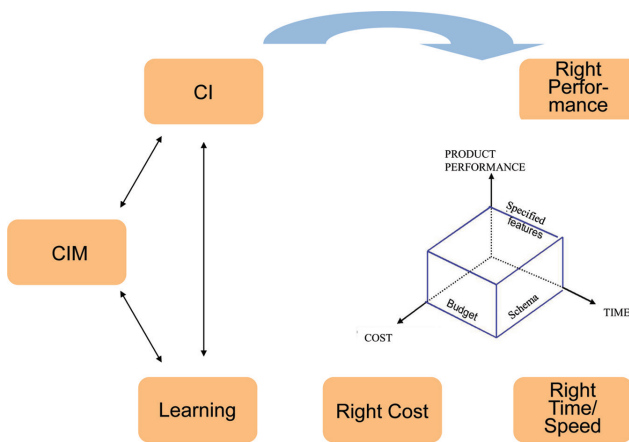 CI
Right
Perfor-
mance
PRODUCT
PERFORMANCE
Specified
features
CIM
Budget
Schema
TIME
COST
Learning
Right Cost
Right
Time/
Speed